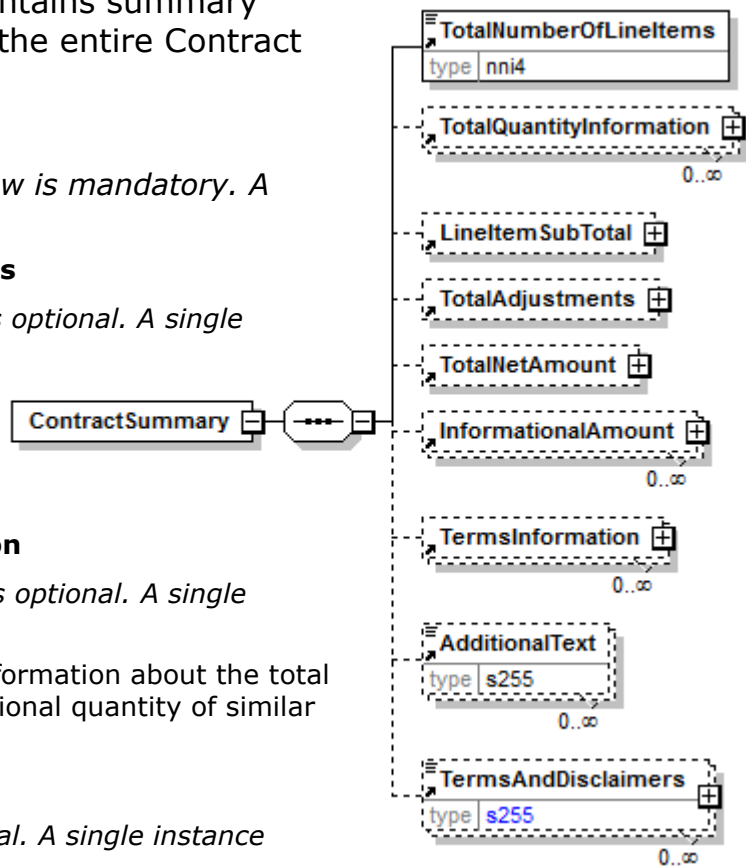 ntains summary
the entire Contract
w is mandatory. A
s
s optional. A single
on
s optional. A single
formation about the total
ional quantity of similar
al. A single instance
ContractSummary
TotalNumberOfLineItems
type nni4
TotalQuantityInformation
0..∞
LineItemSubTotal
TotalAdjustments
TotalNetAmount
InformationalAmount
0..∞
TermsInformation
0..∞
AdditionalText
type s255
0..∞
TermsAndDisclaimers
type s255
0..∞